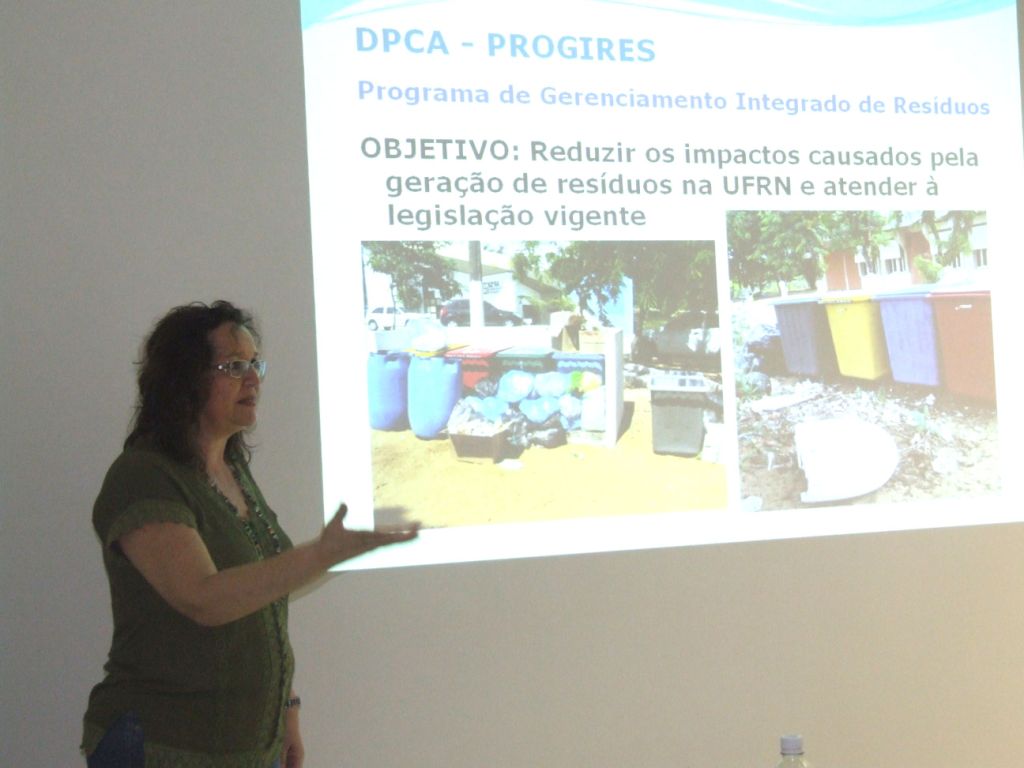 DPCA - PROGIRES
Programa de Gerenciamento Integrado de Resíduos
OBJETIVO: Reduzir os impactos causados pela
geração de resíduos na UFRN e atender à
legislação vigente